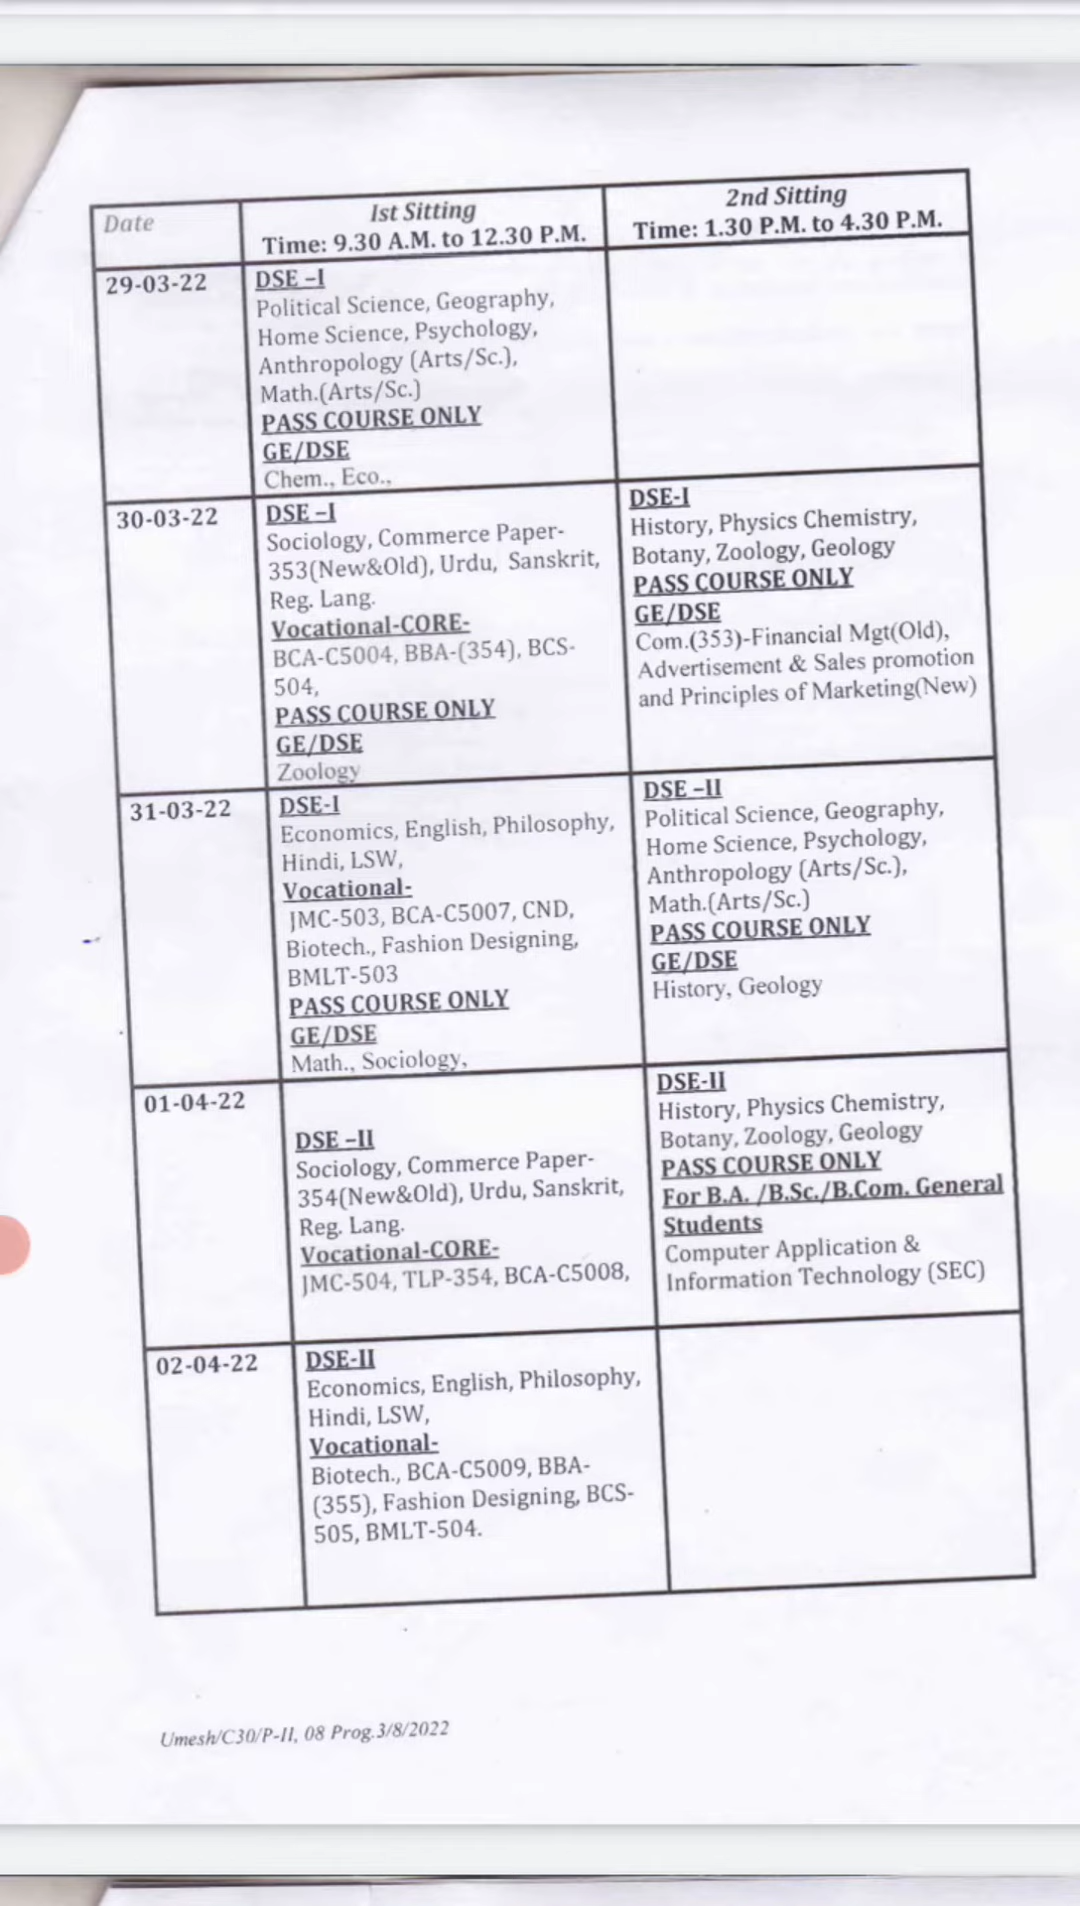 Date
Ist Sitting
Time: 9.30 A.M. to 12.30 P.M.
2nd Sitting
Time: 1.30 P.M. to 4.30 P.M.
29-03-22
DSE –I
Political Science, Geography,
Home Science, Psychology,
Anthropology (Arts/Sc.),
Math.(Arts/Sc.)
PASS COURSE ONLY
GE/DSE
Chem., Eco.,
30-03-22
DSE –I
Sociology, Commerce Paper-
353(New&Old), Urdu, Sanskrit,
Reg. Lang.
Vocational-CORE-
BCA-C5004, BBA-(354), BCS-
504,
PASS COURSE ONLY
GE/DSE
Zoology
DSE-I
History, Physics Chemistry,
Botany, Zoology, Geology
PASS COURSE ONLY
GE/DSE
Com.(353)-Financial Mgt(Old),
Advertisement & Sales promotion
and Principles of Marketing(New)
31-03-22
DSE-I
Economics, English, Philosophy,
Hindi, LSW,
Vocational-
JMC-503, BCA-C5007, CND,
Biotech., Fashion Designing,
BMLT-503
PASS COURSE ONLY
GE/DSE
Math., Sociology,
DSE –II
Political Science, Geography,
Home Science, Psychology,
Anthropology (Arts/Sc.),
Math.(Arts/Sc.)
PASS COURSE ONLY
GE/DSE
History, Geology
01-04-22
DSE –II
Sociology, Commerce Paper-
354(New&Old), Urdu, Sanskrit,
Reg. Lang.
Vocational-CORE-
JMC-504, TLP-354, BCA-C5008,
DSE-II
History, Physics Chemistry,
Botany, Zoology, Geology
PASS COURSE ONLY
For B.A. /B.Sc./B.Com. General
Students
Computer Application &
Information Technology (SEC)
02-04-22
DSE-II
Economics, English, Philosophy,
Hindi, LSW,
Vocational-
Biotech., BCA-C5009, BBA-
(355), Fashion Designing, BCS-
505, BMLT-504.
Umesh/C30/P-II, 08 Prog.3/8/2022